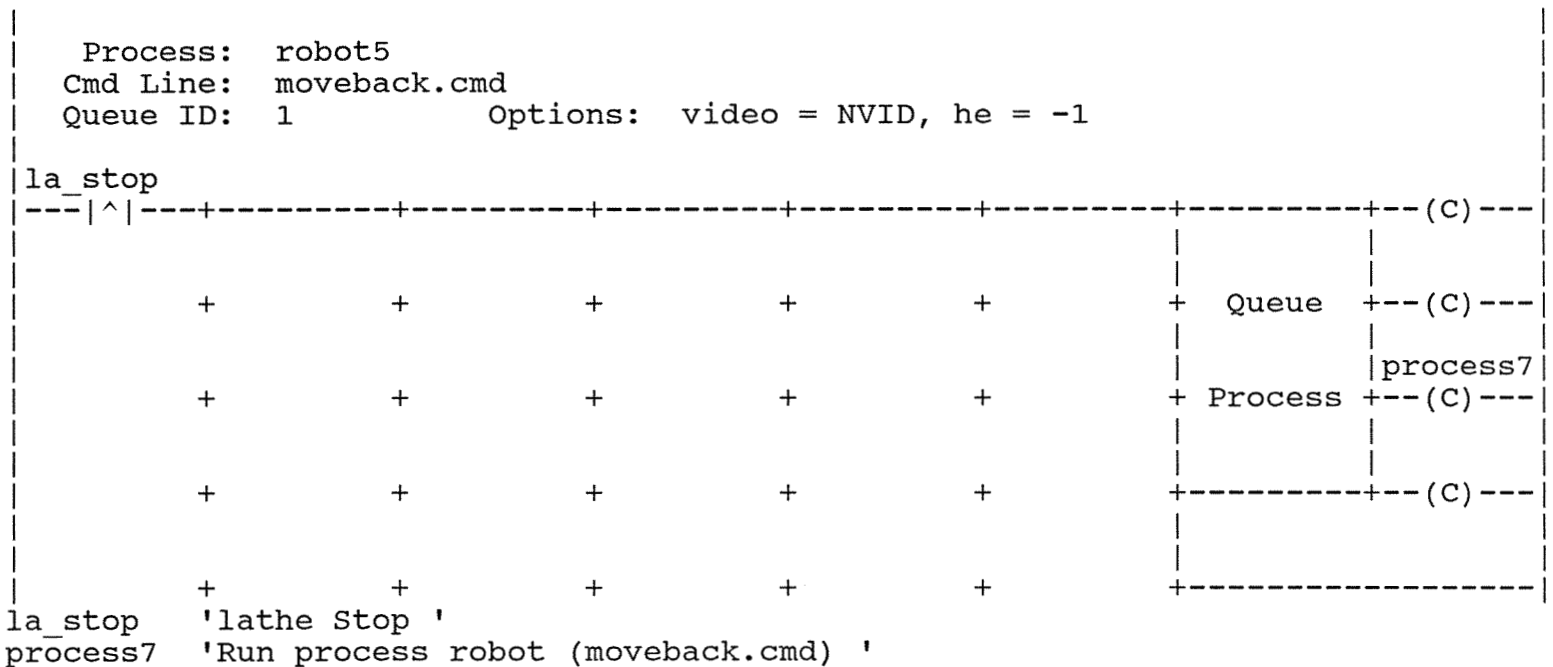 Process: robot5
Cmd Line: moveback.cmd
Queue ID: 1 Options: video = NVID, he = -1
la_stop
---|^|----+----------+----------+----------+----------+----------+----------+--(C)---
+ + + + + + Queue +--(C)---
process7
+ + + + + + Process +--(C)---
+ + + + + +----------+--(C)---
+ + + + + +-------------------
la_stop 'lathe Stop '
process7 'Run process robot (moveback.cmd) '